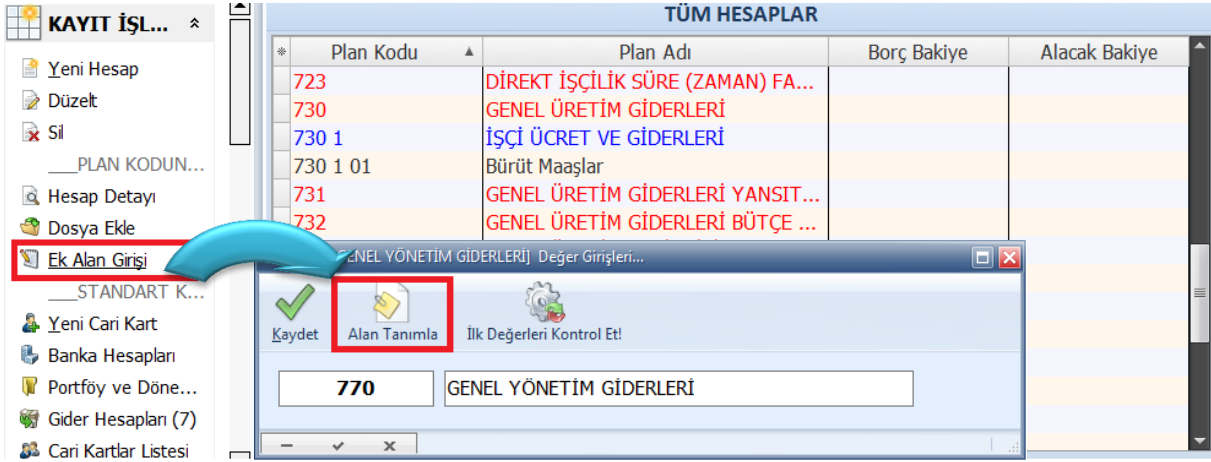 KAYIT İŞL...
Yeni Hesap
Düzelt
Sil
___PLAN KODUN...
Hesap Detayı
Dosya Ekle
Ek Alan Girişi
___STANDART K...
Yeni Cari Kart
Banka Hesapları
Portföy ve Döne...
Gider Hesapları (7)
Cari Kartlar Listesi
TÜM HESAPLAR
Plan Kodu Plan Adı Borç Bakiye Alacak Bakiye
723 DİREKT İŞÇİLİK SÜRE (ZAMAN) FA...
730 GENEL ÜRETİM GİDERLERİ
730 1 İŞÇİ ÜCRET VE GİDERLERİ
730 1 01 Bürüt Maaşlar
731 GENEL ÜRETİM GİDERLERİ YANSIT...
732 GENEL ÜRETİM GİDERLERİ BÜTÇE ...
GENEL YÖNETİM GİDERLERİ] Değer Girişleri...
Kaydet Alan Tanımla İlk Değerleri Kontrol Et!
770 GENEL YÖNETİM GİDERLERİ